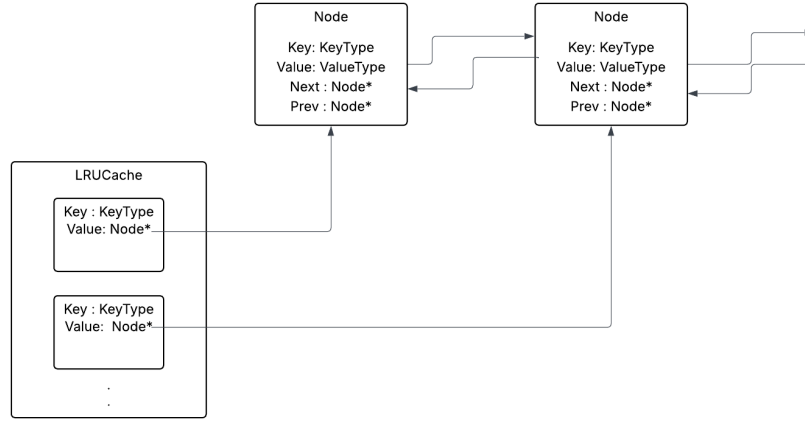 Node
Key: KeyType
Value: ValueType
Next : Node*
Prev : Node*
Node
Key: KeyType
Value: ValueType
Next : Node*
Prev : Node*
LRUCache
Key : KeyType
Value: Node*
Key : KeyType
Value:  Node*
.
.